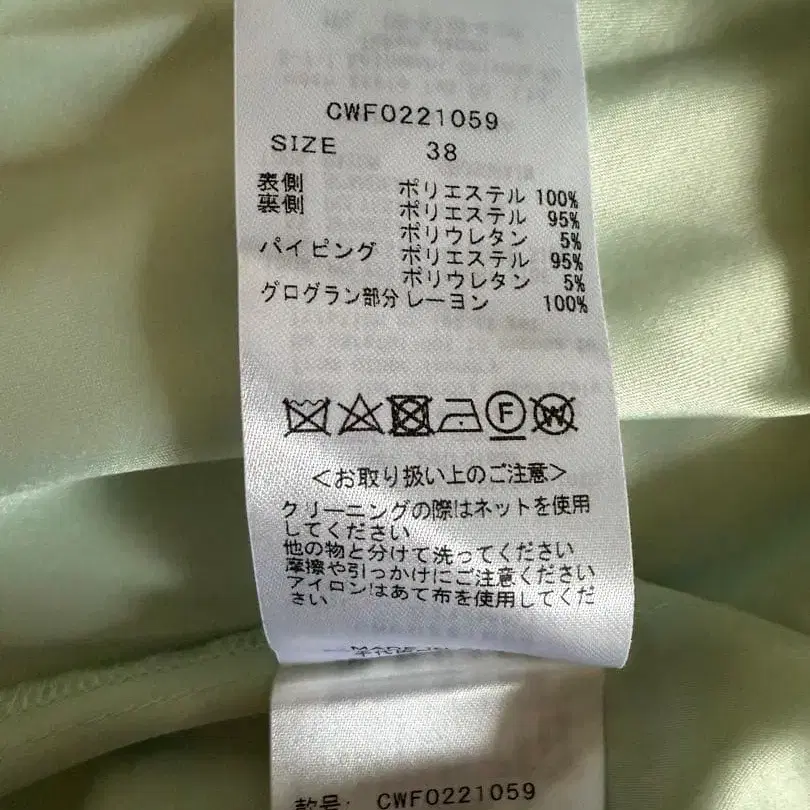 CWF0221059
SIZE 38
表側 ポリエステル 100%
裏側 ポリエステル 95%
ポリウレタン 5%
パイピング ポリエステル 95%
ポリウレタン 5%
グログラン部分 レーヨン 100%
F W
<お取り扱い上のご注意>
クリーニングの際はネットを使用
してください
他の物と分けて洗ってください
摩擦や引っかけにご注意ください
アイロンはあて布を使用してくだ
さい
款号: CWF0221059